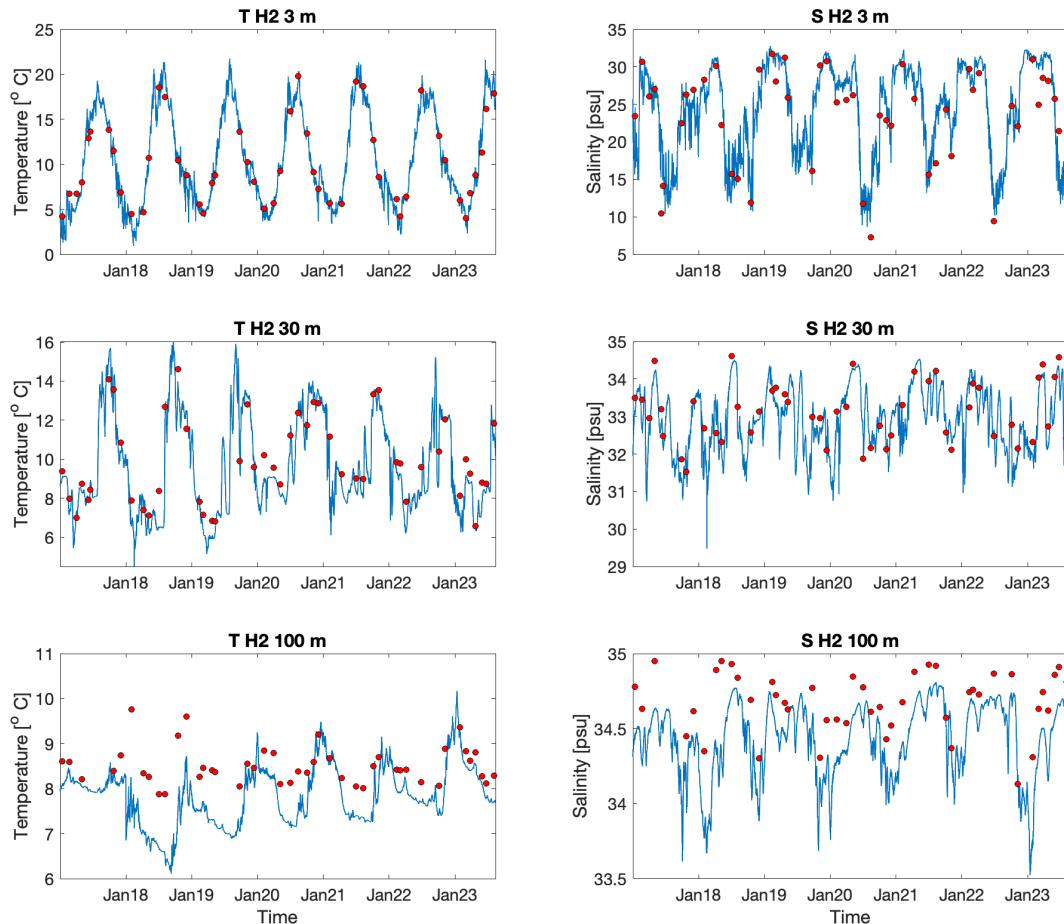 T H2 3 m
Temperature [° C]
25
20
15
10
5
0
Jan18 Jan19 Jan20 Jan21 Jan22 Jan23
S H2 3 m
Salinity [psu]
35
30
25
20
15
10
5
Jan18 Jan19 Jan20 Jan21 Jan22 Jan23
T H2 30 m
Temperature [° C]
16
14
12
10
8
6
Jan18 Jan19 Jan20 Jan21 Jan22 Jan23
S H2 30 m
Salinity [psu]
35
34
33
32
31
30
29
Jan18 Jan19 Jan20 Jan21 Jan22 Jan23
T H2 100 m
Temperature [° C]
11
10
9
8
7
6
Jan18 Jan19 Jan20 Jan21 Jan22 Jan23
Time
S H2 100 m
Salinity [psu]
35
34.5
34
33.5
Jan18 Jan19 Jan20 Jan21 Jan22 Jan23
Time